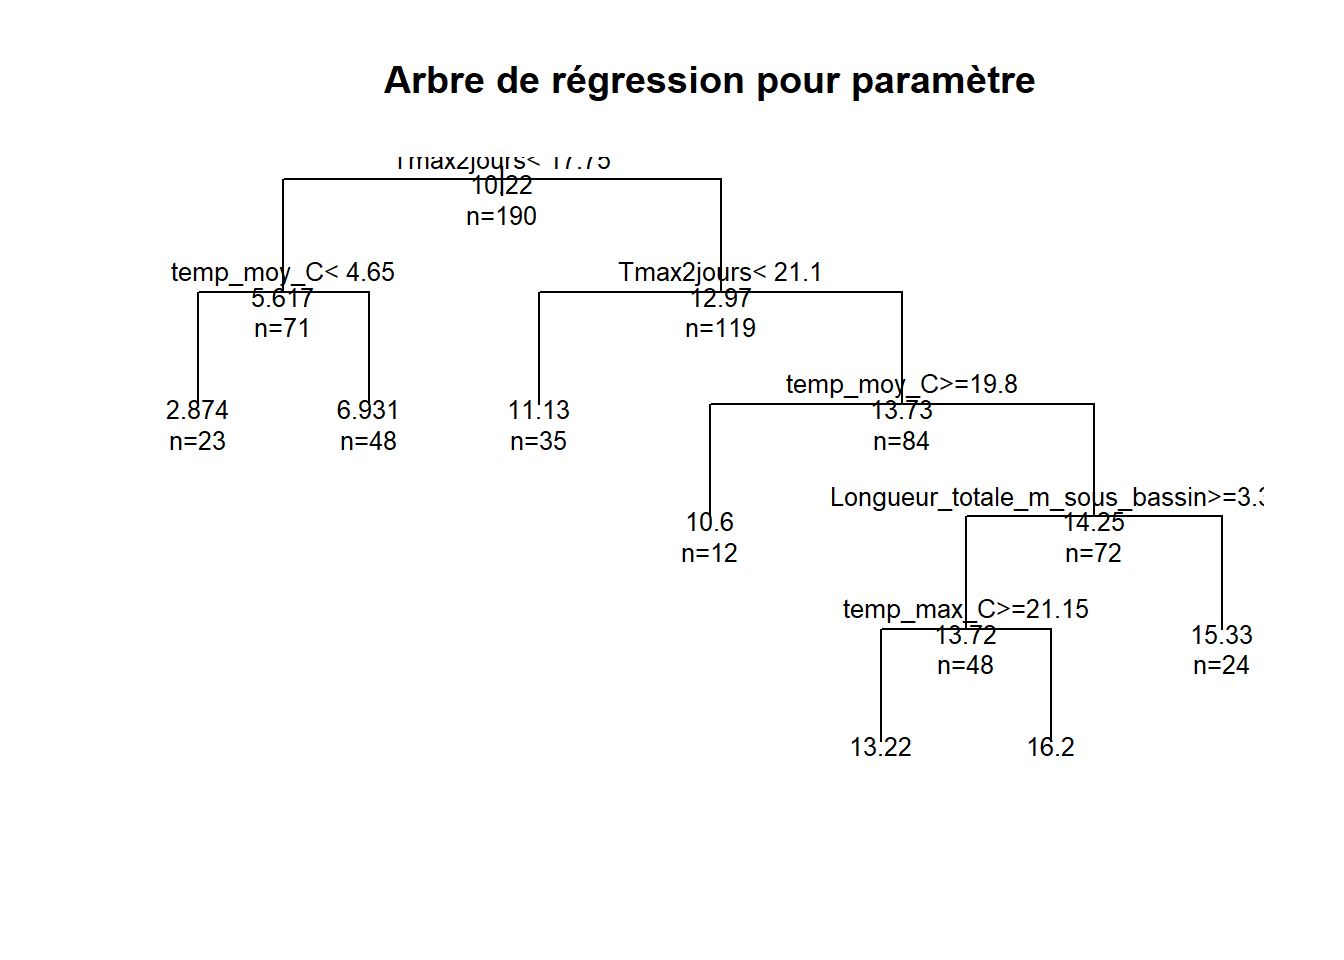 Arbre de régression pour paramètre
Tmax2jours< 17.75
10.22
n=190
temp_moy_C< 4.65
Tmax2jours< 21.1
5.617
n=71
12.97
n=119
temp_moy_C>=19.8
2.874
n=23
6.931
n=48
11.13
n=35
13.73
n=84
Longueur_totale_m_sous_bassin>=3.3
10.6
n=12
14.25
n=72
temp_max_C>=21.15
13.72
n=48
15.33
n=24
13.22
16.2